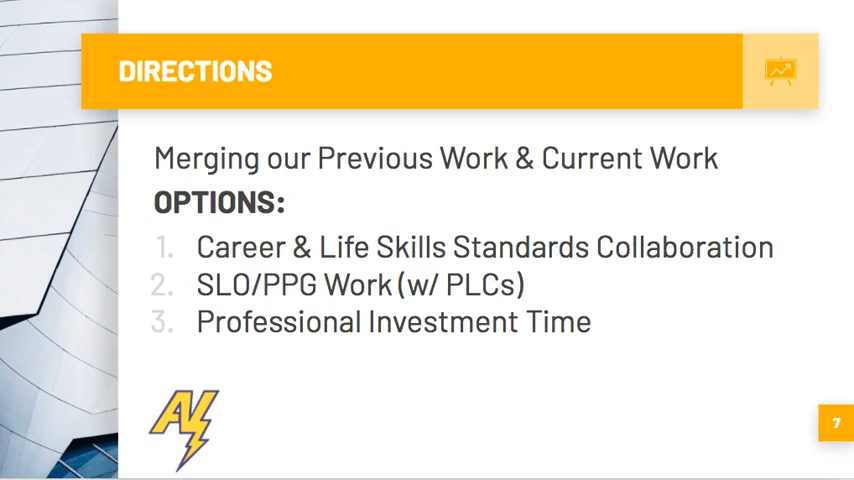 DIRECTIONS
Merging our Previous Work & Current Work
OPTIONS:
1. Career & Life Skills Standards Collaboration
2. SLO/PPG Work (w/ PLCs)
3. Professional Investment Time
AV
7